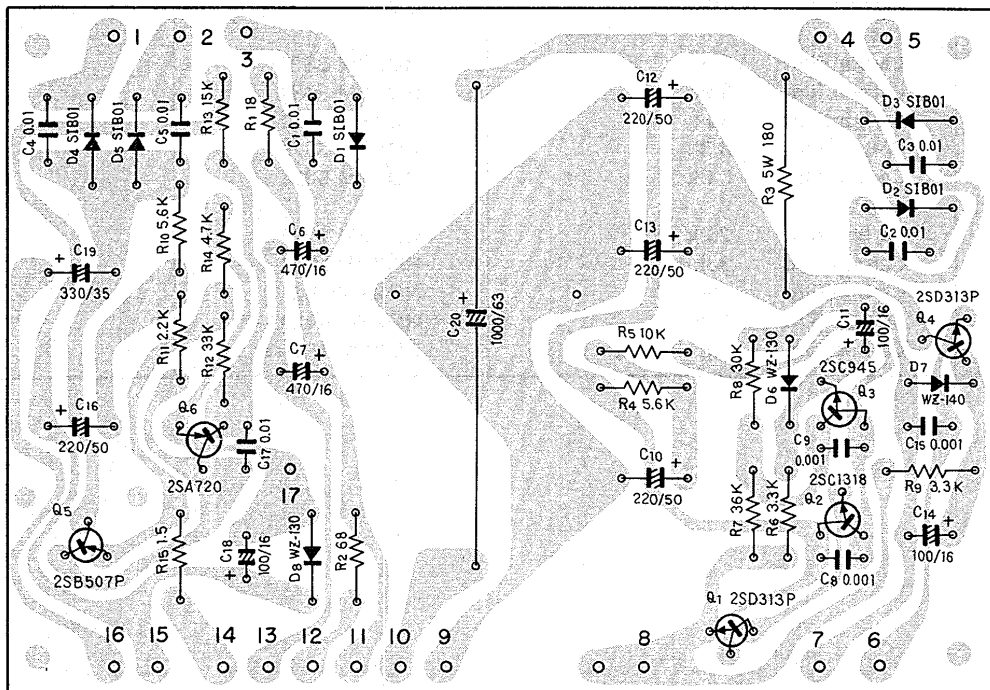 1
2
3
4
5
C4 0.01
D4 SIB01
D5 SIB01
C5 0.01
R13 15K
R1 18
C1 0.01
D1 SIB01
C12
+
220/50
R3 5W 180
D3 SIB01
C3 0.01
D2 SIB01
C2 0.01
R10 5.6K
R14 4.7K
C6
+
470/16
C13
+
220/50
+ C19
330/35
R11 2.2K
R12 33K
C7
+
470/16
+
C20
1000/63
R5 10K
R4 5.6K
R8 30K
D6 WZ-130
C11
100/16
+
2SD313P
Q4
2SC945
Q3
D7
WZ-140
+
C16
220/50
Q6
2SA720
C17 0.01
17
C10
+
220/50
C9
0.001
C15 0.001
R9 3.3K
Q5
2SB507P
R15 1.5
C18
100/16
+
D8 WZ-130
R2 68
R7 36K
R6 3.3K
2SC1318
Q2
C8 0.001
C14
+
100/16
Q1 2SD313P
16
15
14
13
12
11
10
9
8
7
6